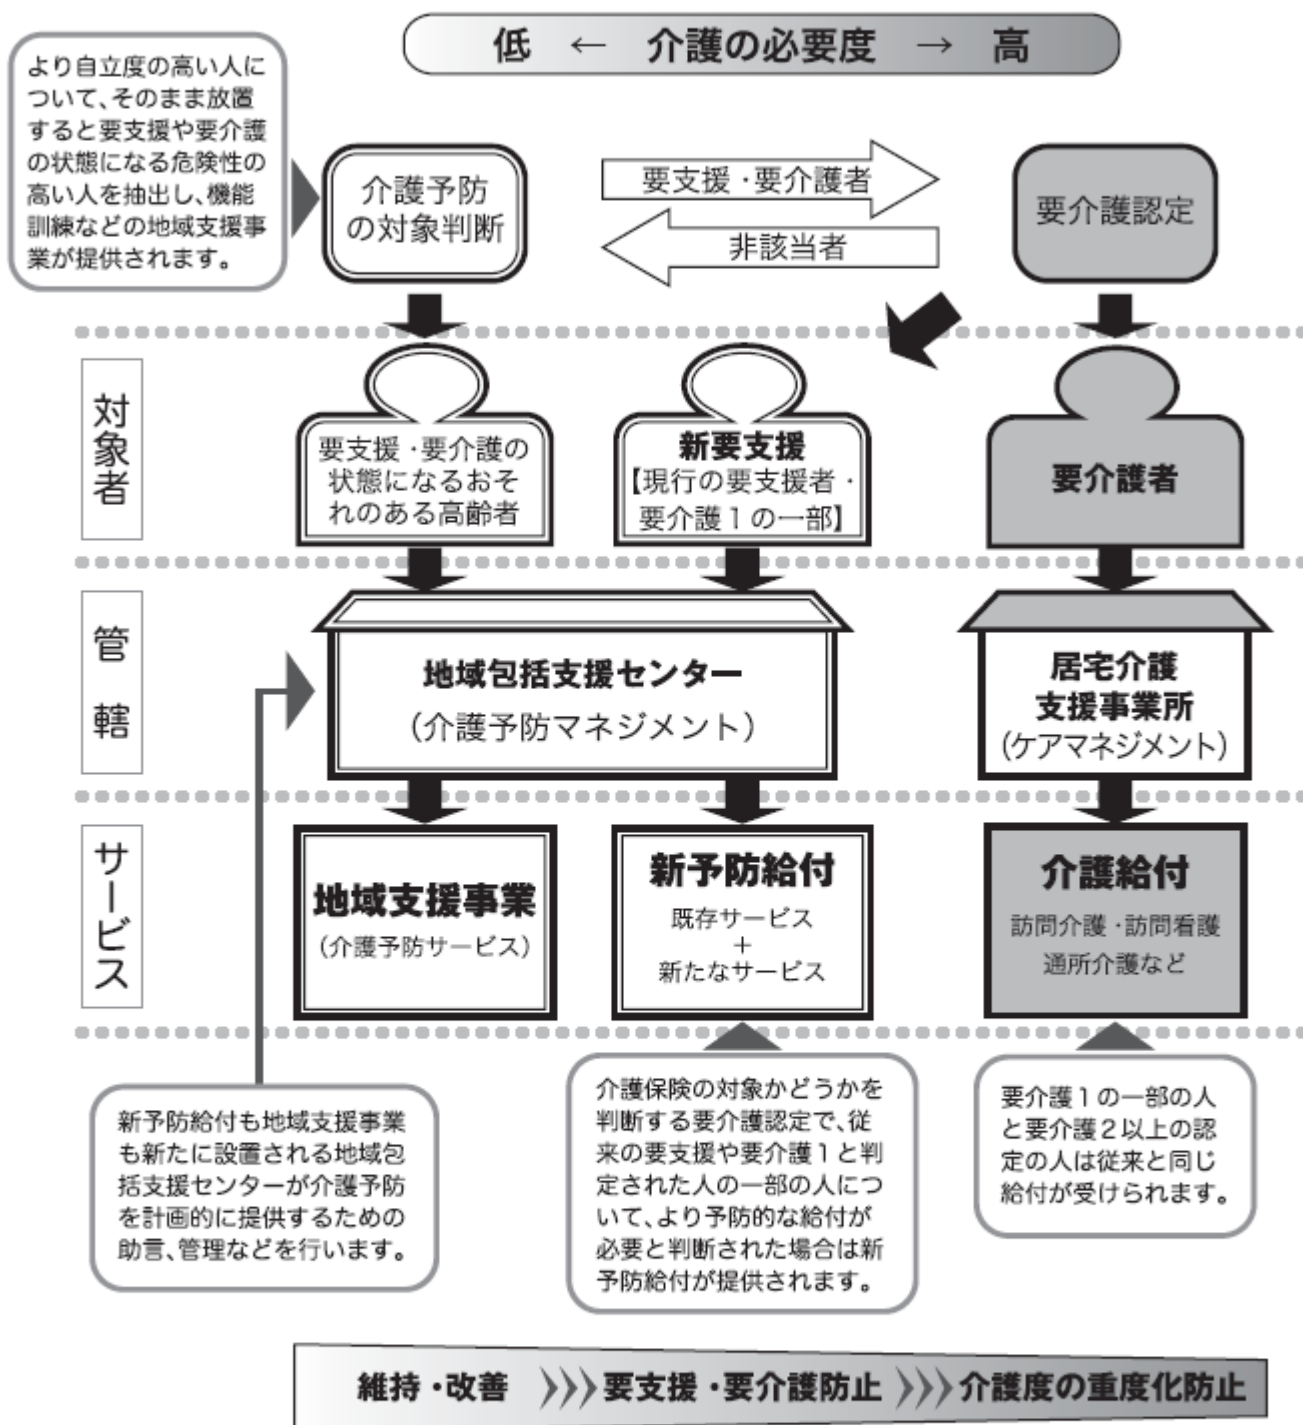 低 ← 介護の必要度 → 高
より自立度の高い人に
ついて、そのまま放置
すると要支援や要介護
の状態になる危険性の
高い人を抽出し、機能
訓練などの地域支援事
業が提供されます。
介護予防
の対象判断
要支援・要介護者
非該当者
要介護認定
対象者
要支援・要介護の
状態になるおそ
れのある高齢者
新要支援
【現行の要支援者・
要介護1の一部】
要介護者
管轄
地域包括支援センター
（介護予防マネジメント）
居宅介護
支援事業所
（ケアマネジメント）
サービス
地域支援事業
（介護予防サービス）
新予防給付
既存サービス
+
新たなサービス
介護給付
訪問介護・訪問看護
通所介護など
新予防給付も地域支援事業
も新たに設置される地域包
括支援センターが介護予防
を計画的に提供するための
助言、管理などを行います。
介護保険の対象かどうかを
判断する要介護認定で、従
来の要支援や要介護1と判
定された人の一部の人につ
いて、より予防的な給付が
必要と判断された場合は新
予防給付が提供されます。
要介護1の一部の人
と要介護2以上の認
定の人は従来と同じ
給付が受けられます。
維持・改善 》》》要支援・要介護防止 》》》介護度の重度化防止